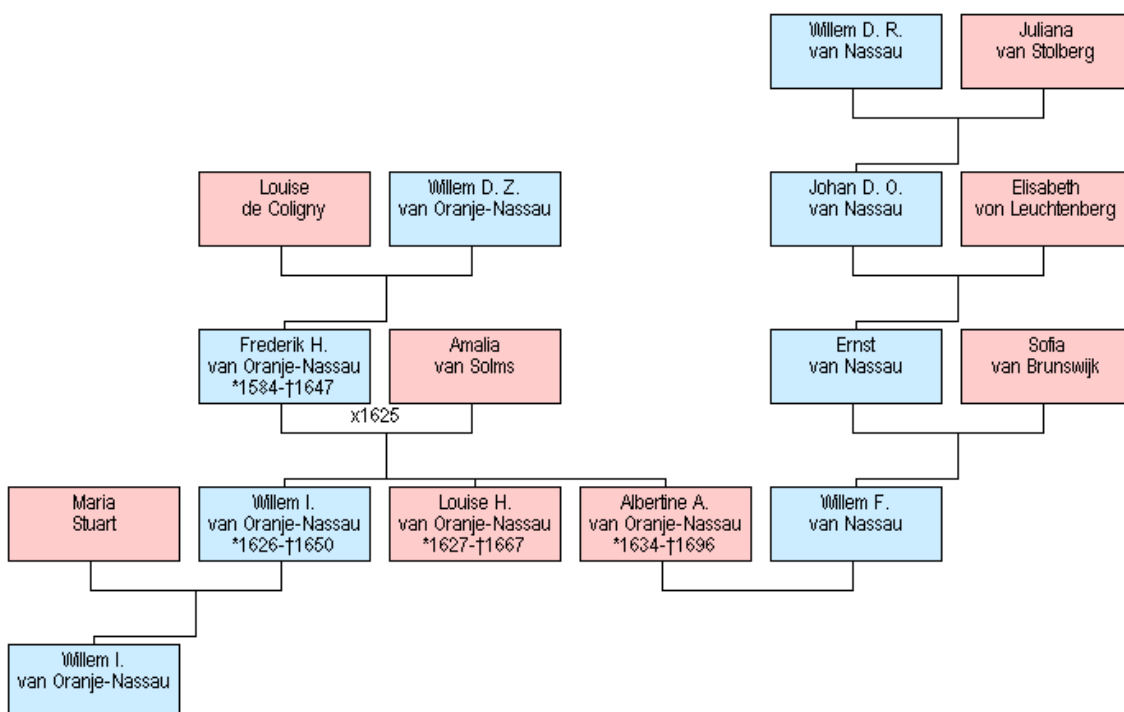 Willem D. R.
van Nassau
Juliana
van Stolberg
Louise
de Coligny
Willem D. Z.
van Oranje-Nassau
Johan D. O.
van Nassau
Elisabeth
von Leuchtenberg
Frederik H.
van Oranje-Nassau
*1584-†1647
Amalia
van Solms
Ernst
van Nassau
Sofia
van Brunswijk
x1625
Maria
Stuart
Willem I.
van Oranje-Nassau
*1626-†1650
Louise H.
van Oranje-Nassau
*1627-†1667
Albertine A.
van Oranje-Nassau
*1634-†1696
Willem F.
van Nassau
Willem I.
van Oranje-Nassau